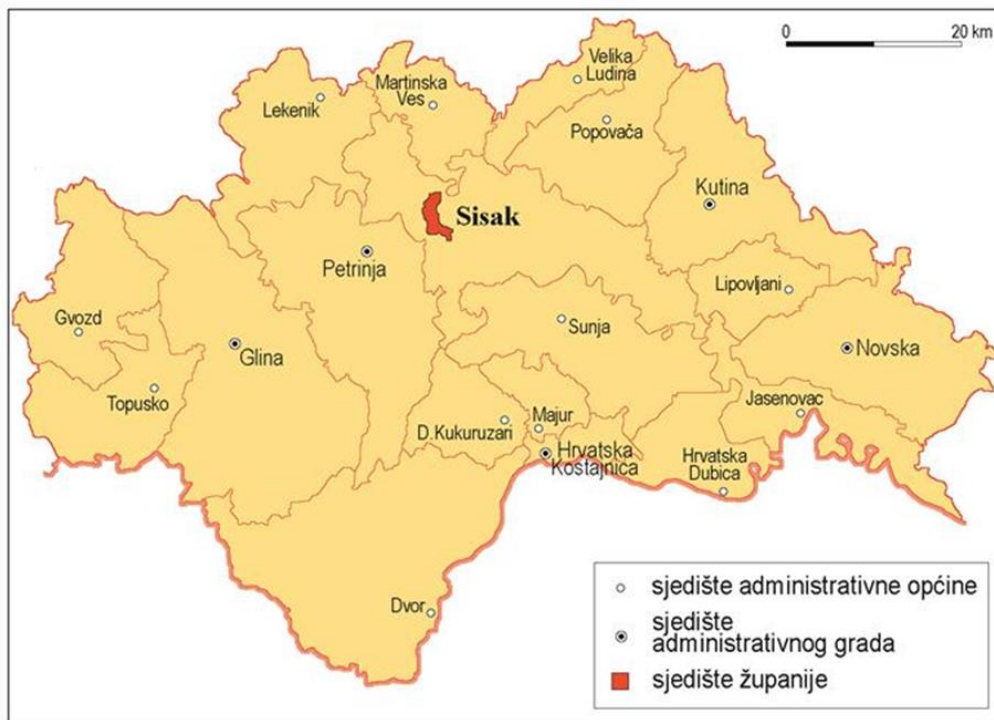 0 20 km
Velika
Ludina
Martinska
Ves
Lekenik
Popovača
Kutina
Sisak
Petrinja
Lipovljani
Gvozd
Sunja
Glina
Novska
Topusko
Jasenovac
Majur
D. Kukuruzari
Hrvatska
Kostajnica
Hrvatska
Dubica
Dvor
sjedište administrativne općine
sjedište
administrativnog grada
sjedište županije